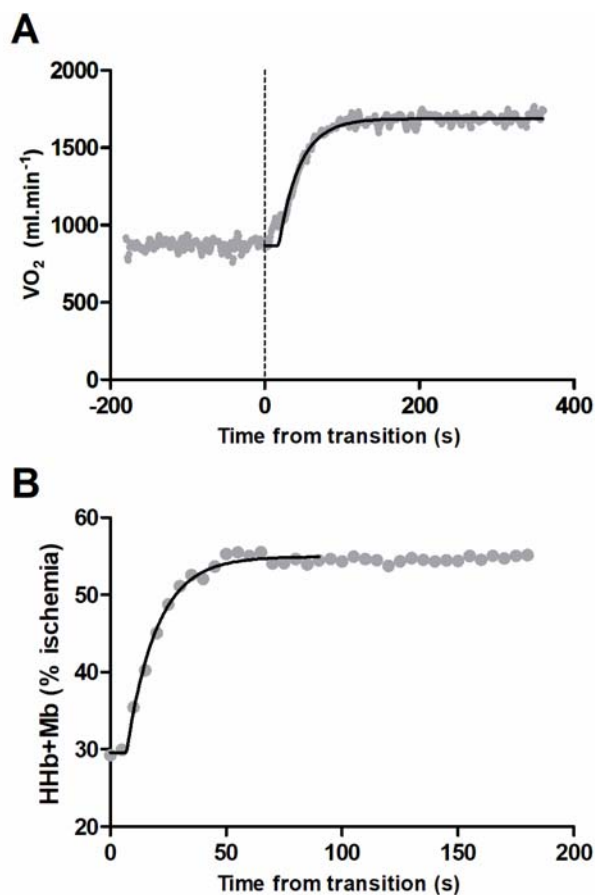 A
2000
1500
1000
500
0
VO₂ (ml.min⁻¹)
-200 0 200 400
Time from transition (s)
B
60
50
40
30
20
HHb+Mb (% ischemia)
0 50 100 150 200
Time from transition (s)